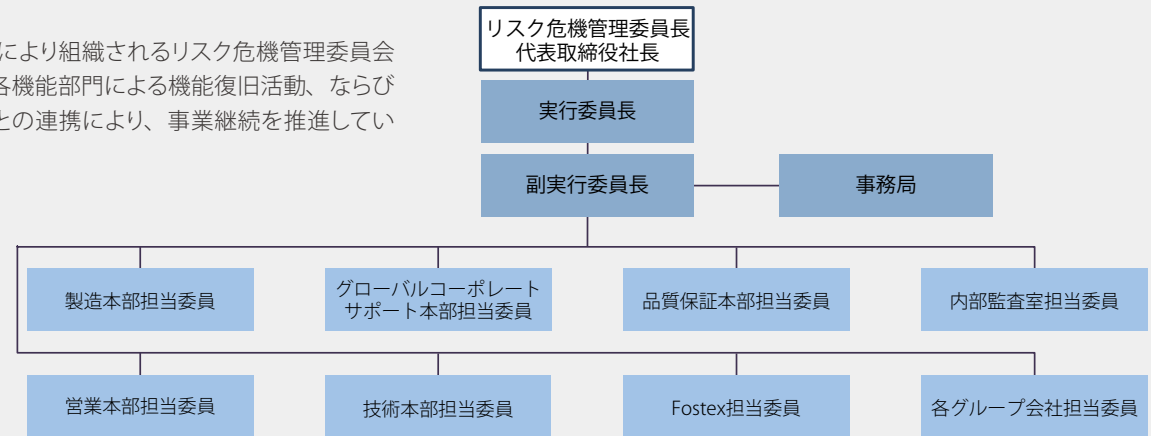 により組織されるリスク危機管理委員会
各機能部門による機能復旧活動、ならび
との連携により、事業継続を推進してい
リスク危機管理委員長
代表取締役社長
実行委員長
副実行委員長
事務局
製造本部担当委員
グローバルコーポレート
サポート本部担当委員
品質保証本部担当委員
内部監査室担当委員
営業本部担当委員
技術本部担当委員
Fostex担当委員
各グループ会社担当委員